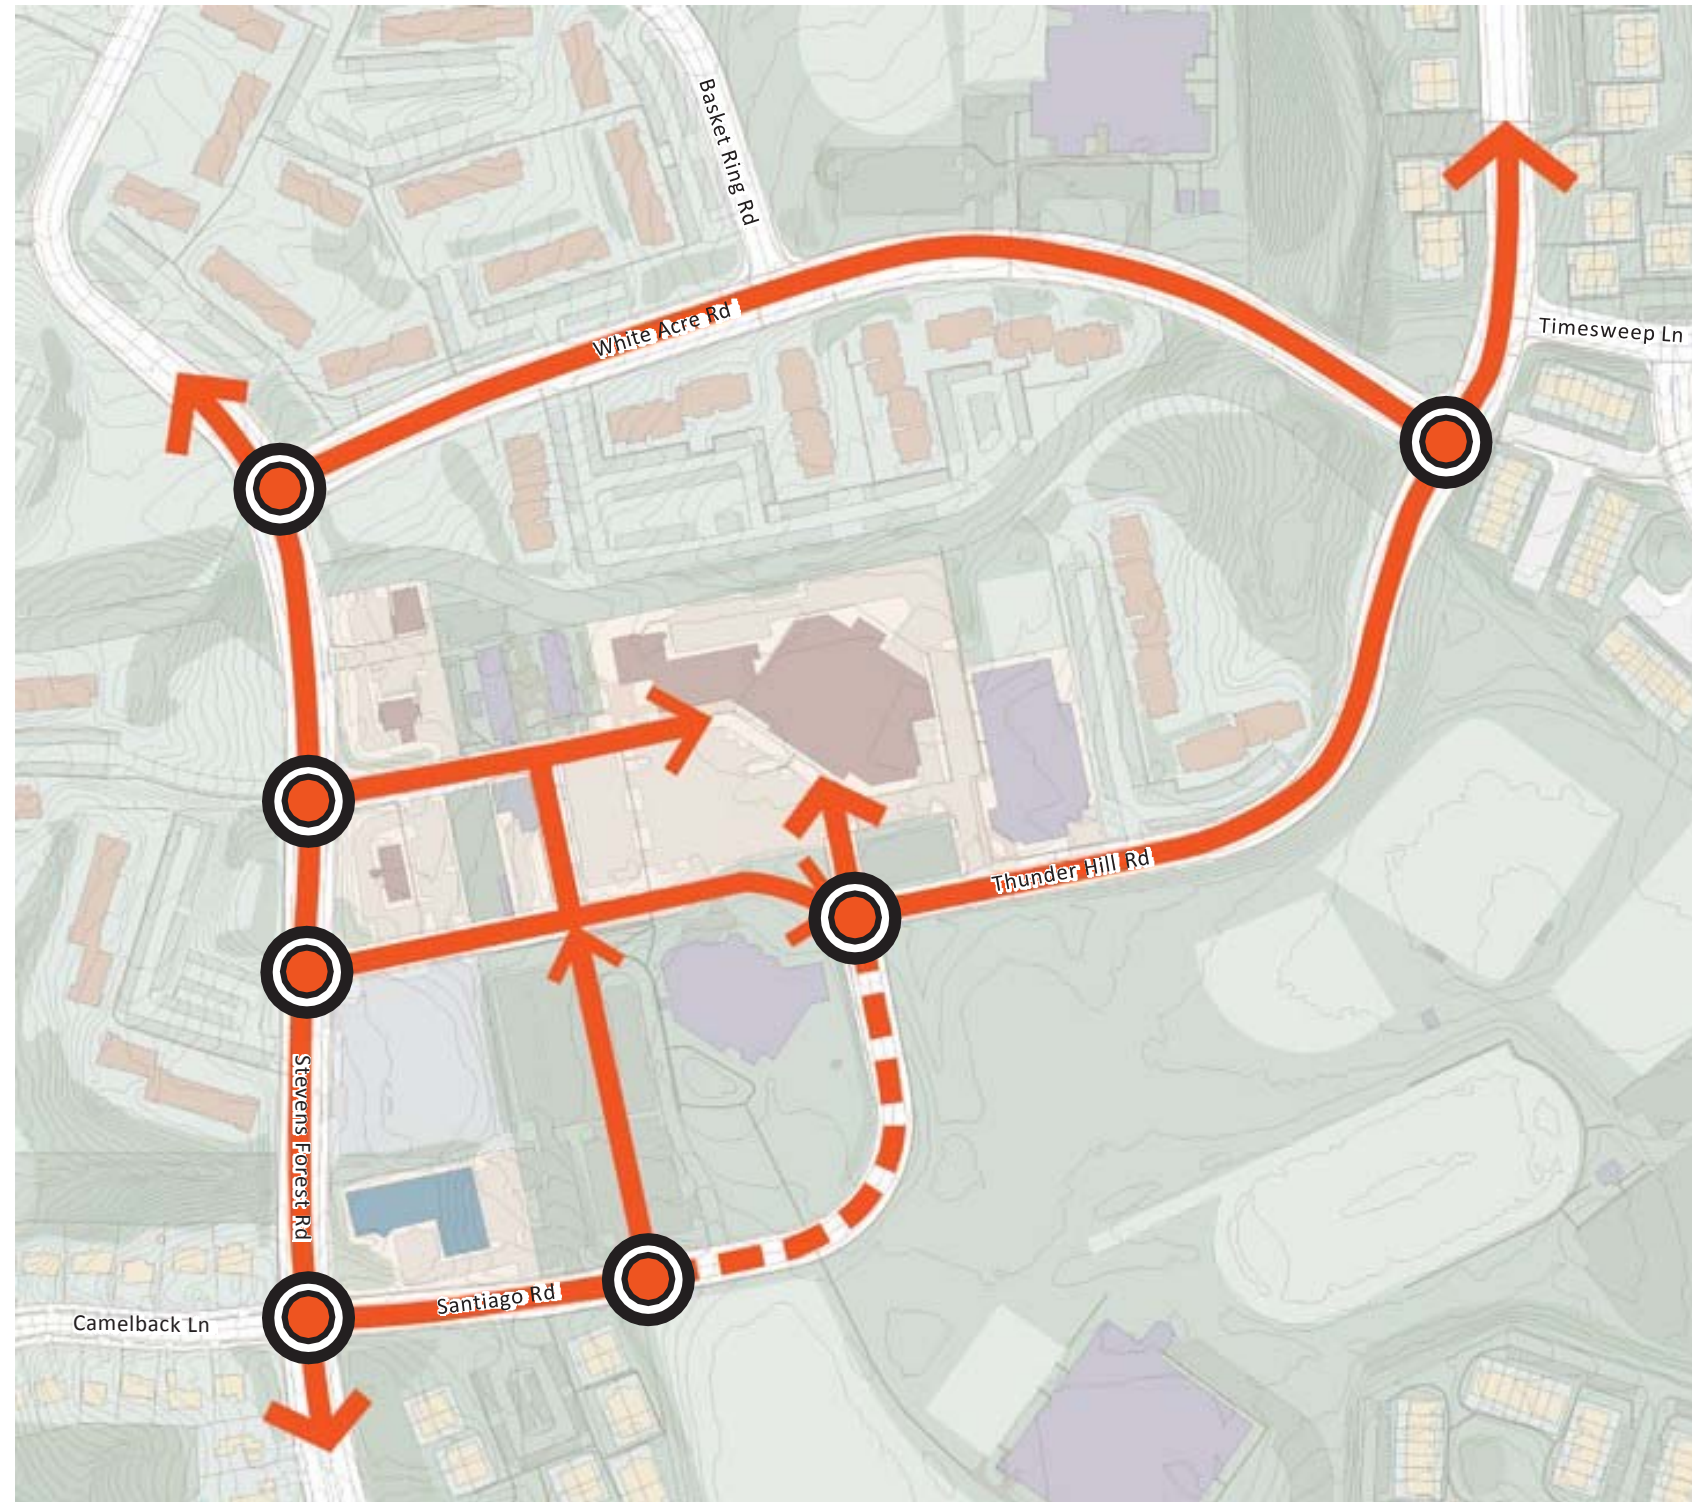 Basket Ring Rd
White Acre Rd
Timesweep Ln
Thunder Hill Rd
Stevens Forest Rd
Santiago Rd
Camelback Ln